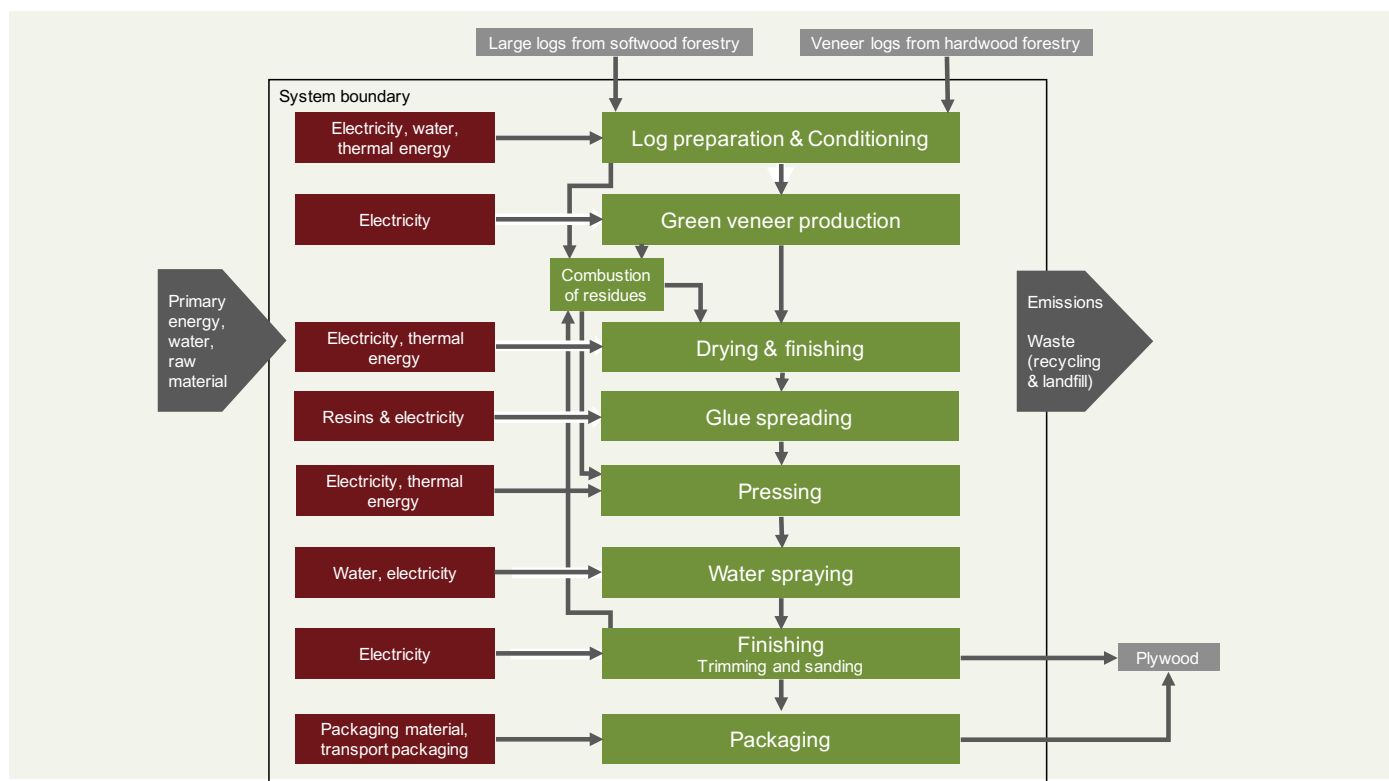 Large logs from softwood forestry
Veneer logs from hardwood forestry
System boundary
Electricity, water,
thermal energy
Log preparation & Conditioning
Electricity
Green veneer production
Combustion
of residues
Primary
energy,
water,
raw
material
Emissions
Waste
(recycling
& landfill)
Electricity, thermal
energy
Drying & finishing
Resins & electricity
Glue spreading
Electricity, thermal
energy
Pressing
Water, electricity
Water spraying
Electricity
Finishing
Trimming and sanding
Plywood
Packaging material,
transport packaging
Packaging